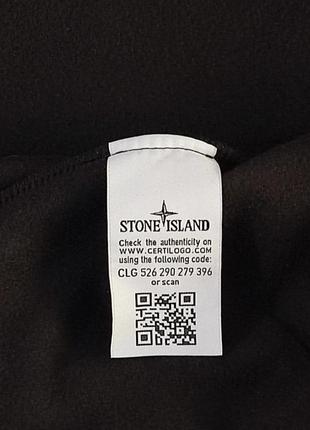 STONE ISLAND
Check the authenticity on
WWW.CERTILOGO.COM
using the following code:
CLG 526 290 279 396
or scan